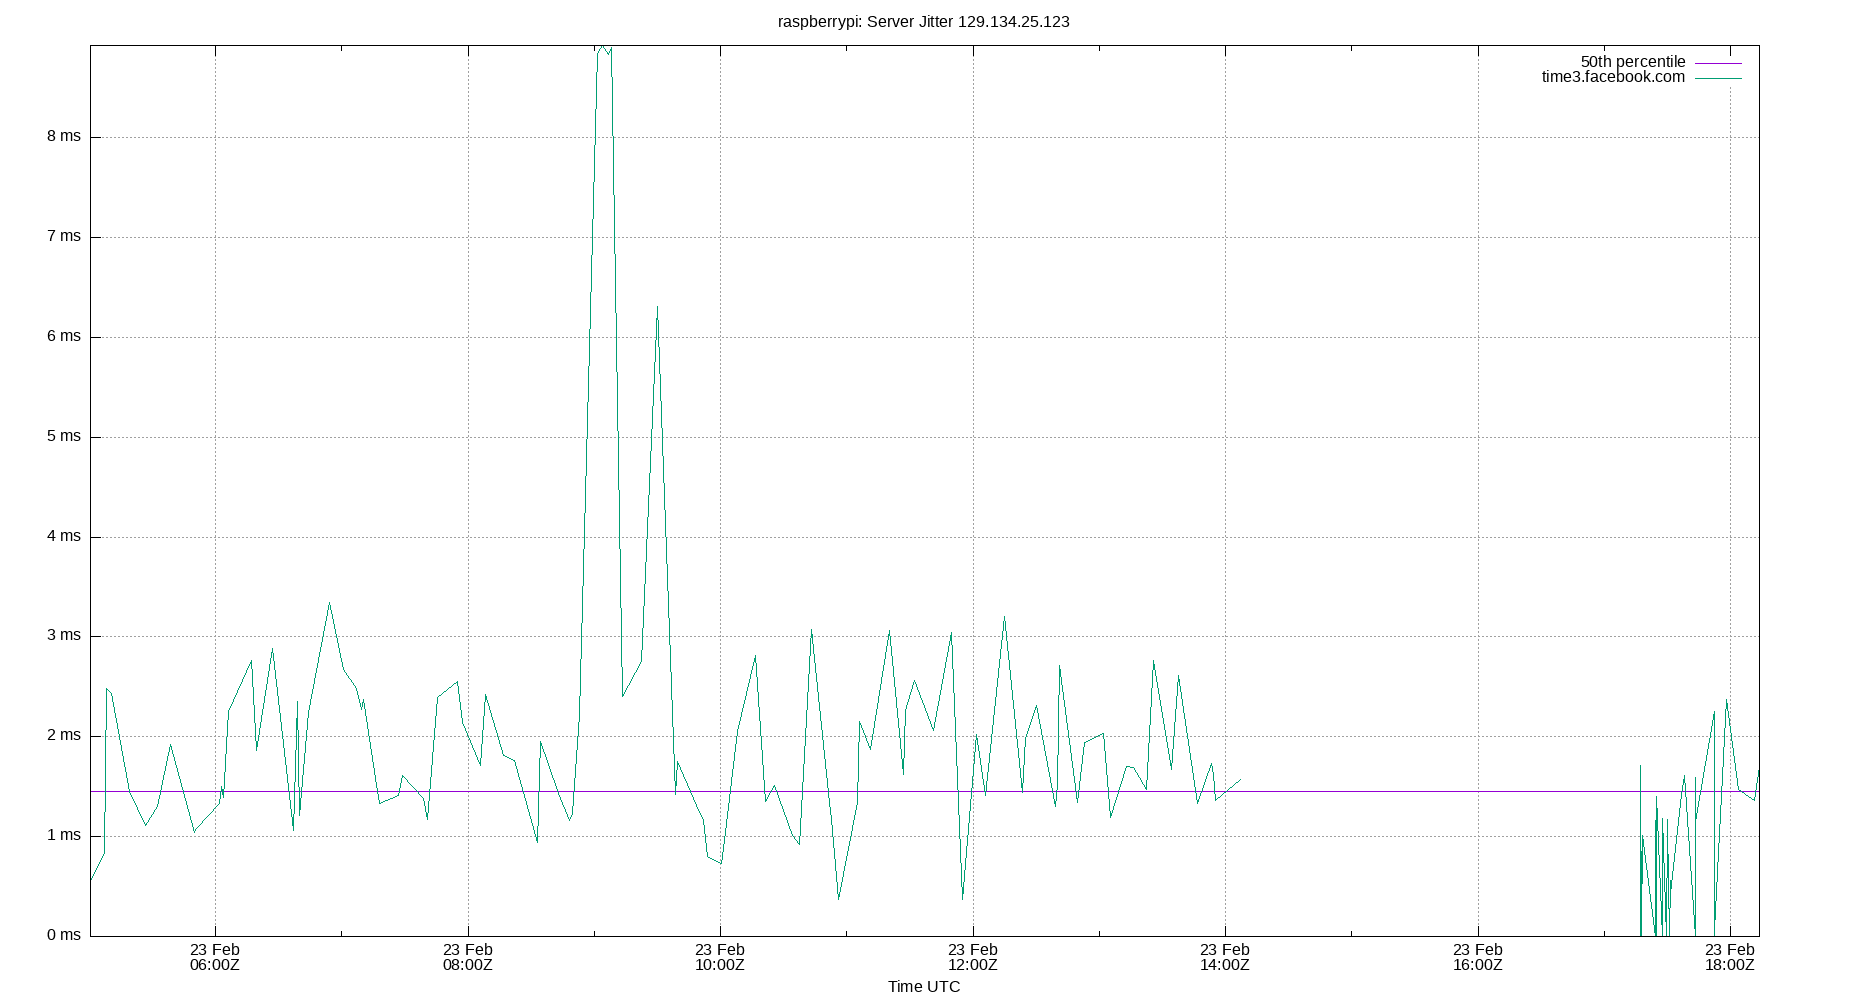 raspberrypi: Server Jitter 129.134.25.123
50th percentile
time3.facebook.com
8 ms
7 ms
6 ms
5 ms
4 ms
3 ms
2 ms
1 ms
0 ms
23 Feb 23 Feb 23 Feb 23 Feb 23 Feb 23 Feb 23 Feb
06:00Z 08:00Z 10:00Z 12:00Z 14:00Z 16:00Z 18:00Z
Time UTC